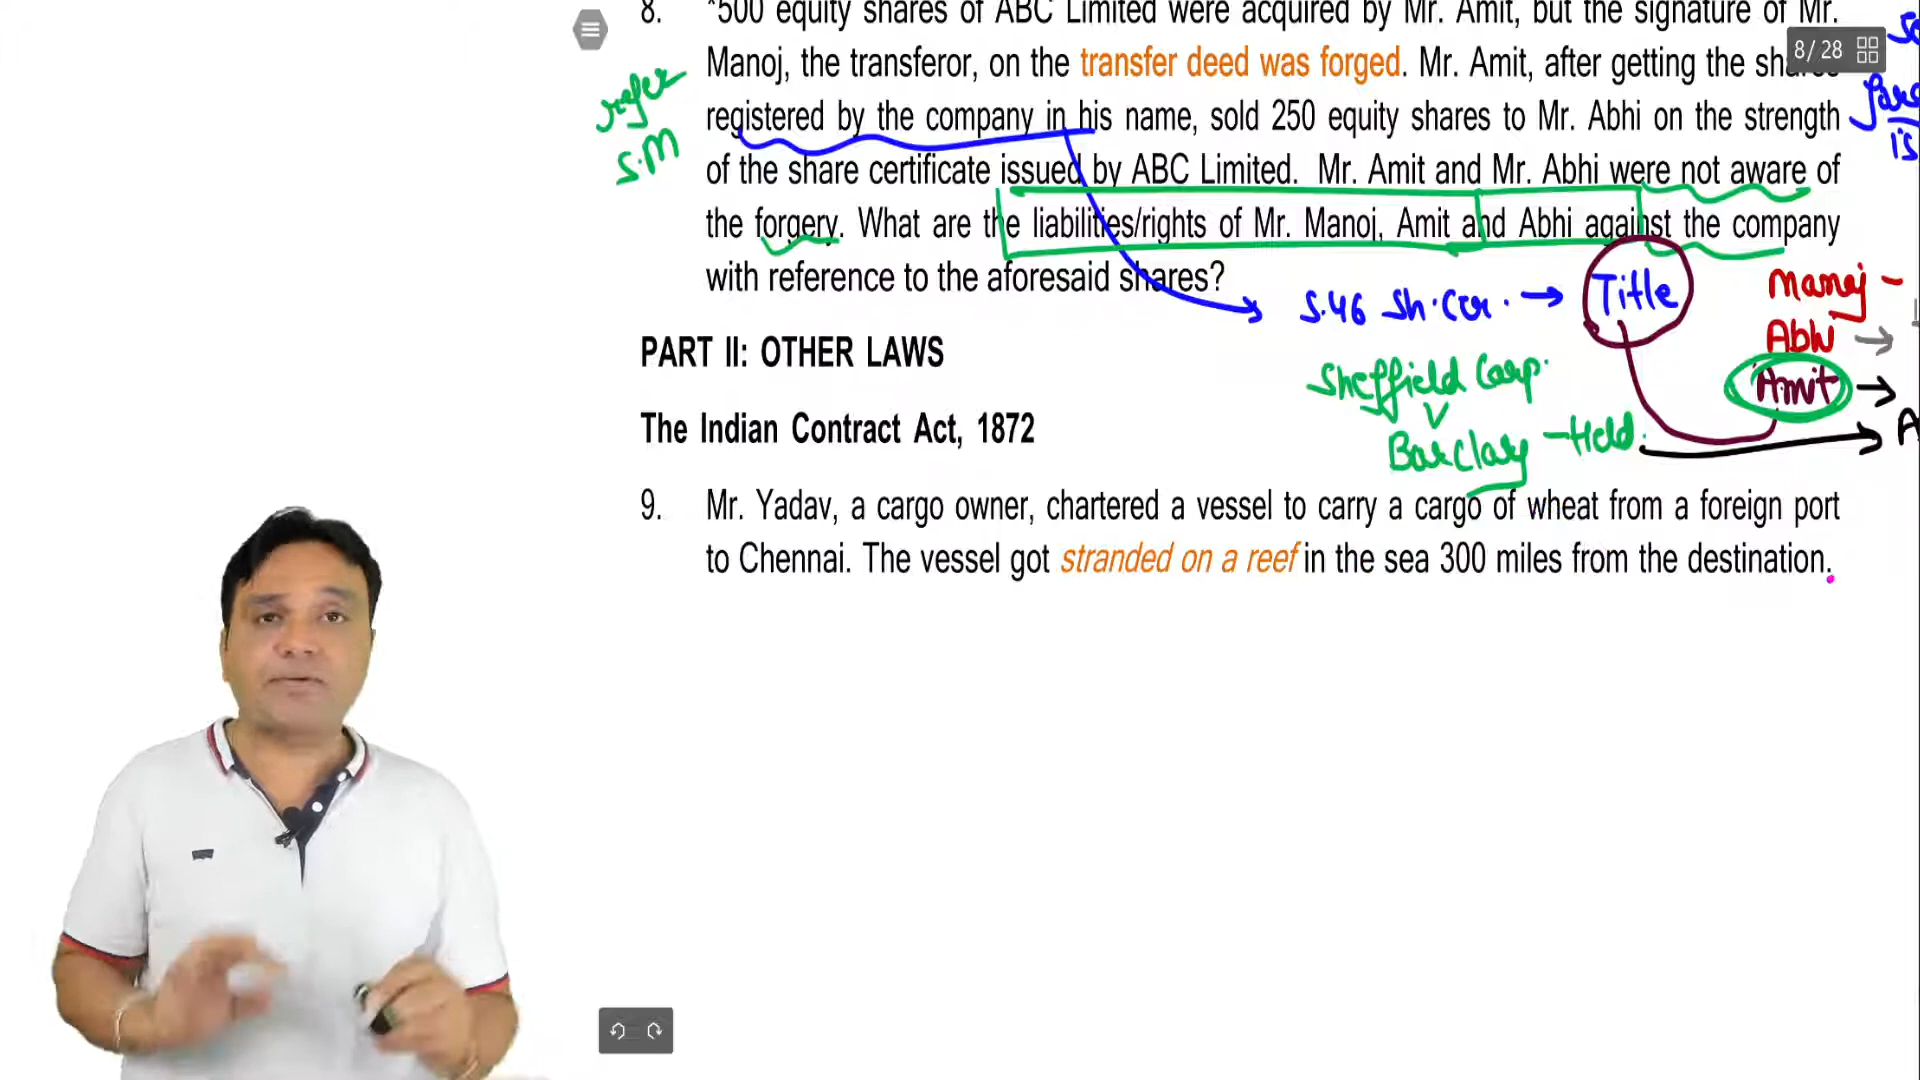 8. *500 equity shares of ABC Limited were acquired by Mr. Amit, but the signature of Mr.
Manoj, the transferor, on the transfer deed was forged. Mr. Amit, after getting the shares
registered by the company in his name, sold 250 equity shares to Mr. Abhi on the strength
of the share certificate issued by ABC Limited. Mr. Amit and Mr. Abhi were not aware of
the forgery. What are the liabilities/rights of Mr. Manoj, Amit and Abhi against the company
with reference to the aforesaid shares?
8/28
refer
S.M
is
S.46 Sh.Cer. → Title
Manoj -
Abhi →
Amit →
Sheffield Corp.
V
Barclay - Held.
A
PART II: OTHER LAWS
The Indian Contract Act, 1872
9. Mr. Yadav, a cargo owner, chartered a vessel to carry a cargo of wheat from a foreign port
to Chennai. The vessel got stranded on a reef in the sea 300 miles from the destination.